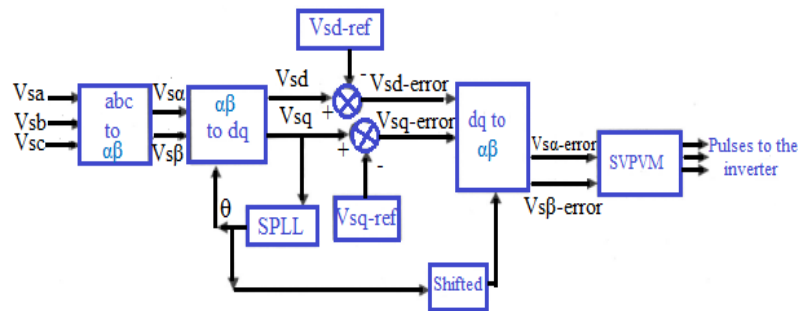 Vsd-ref
Vsa
Vsb
Vsc
abc
to
αβ
Vsα
Vsβ
αβ
to dq
Vsd
Vsq
+
-
Vsd-error
Vsq-error
+
-
dq to
αβ
Vsα-error
Vsβ-error
SVPVM
Pulses to the
inverter
θ
SPLL
Vsq-ref
Shifted